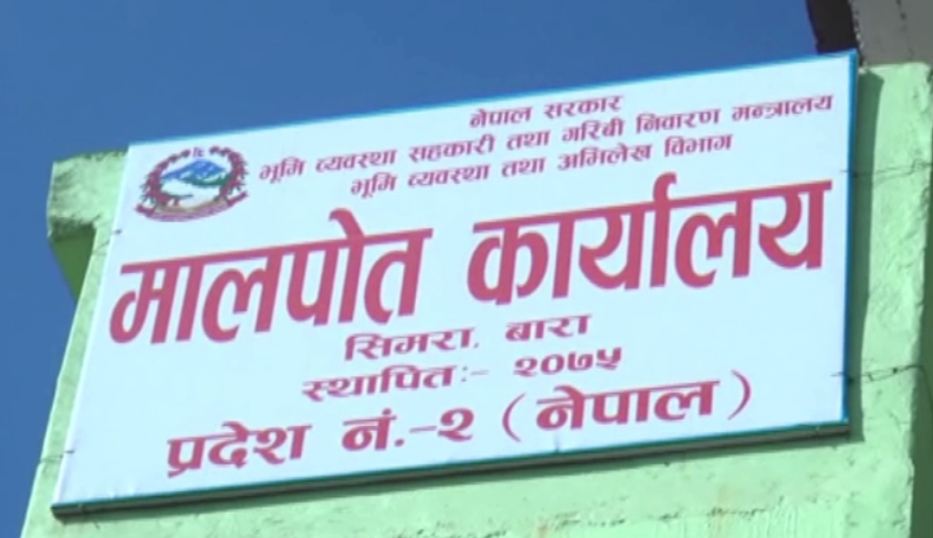 नेपाल सरकार
भूमि व्यवस्था सहकारी तथा गरिबी निवारण मन्त्रालय
भूमि व्यवस्था तथा अभिलेख विभाग
मालपोत कार्यालय
सिमरा, बारा
स्थापित:- २०७५
प्रदेश नं.-२ (नेपाल)